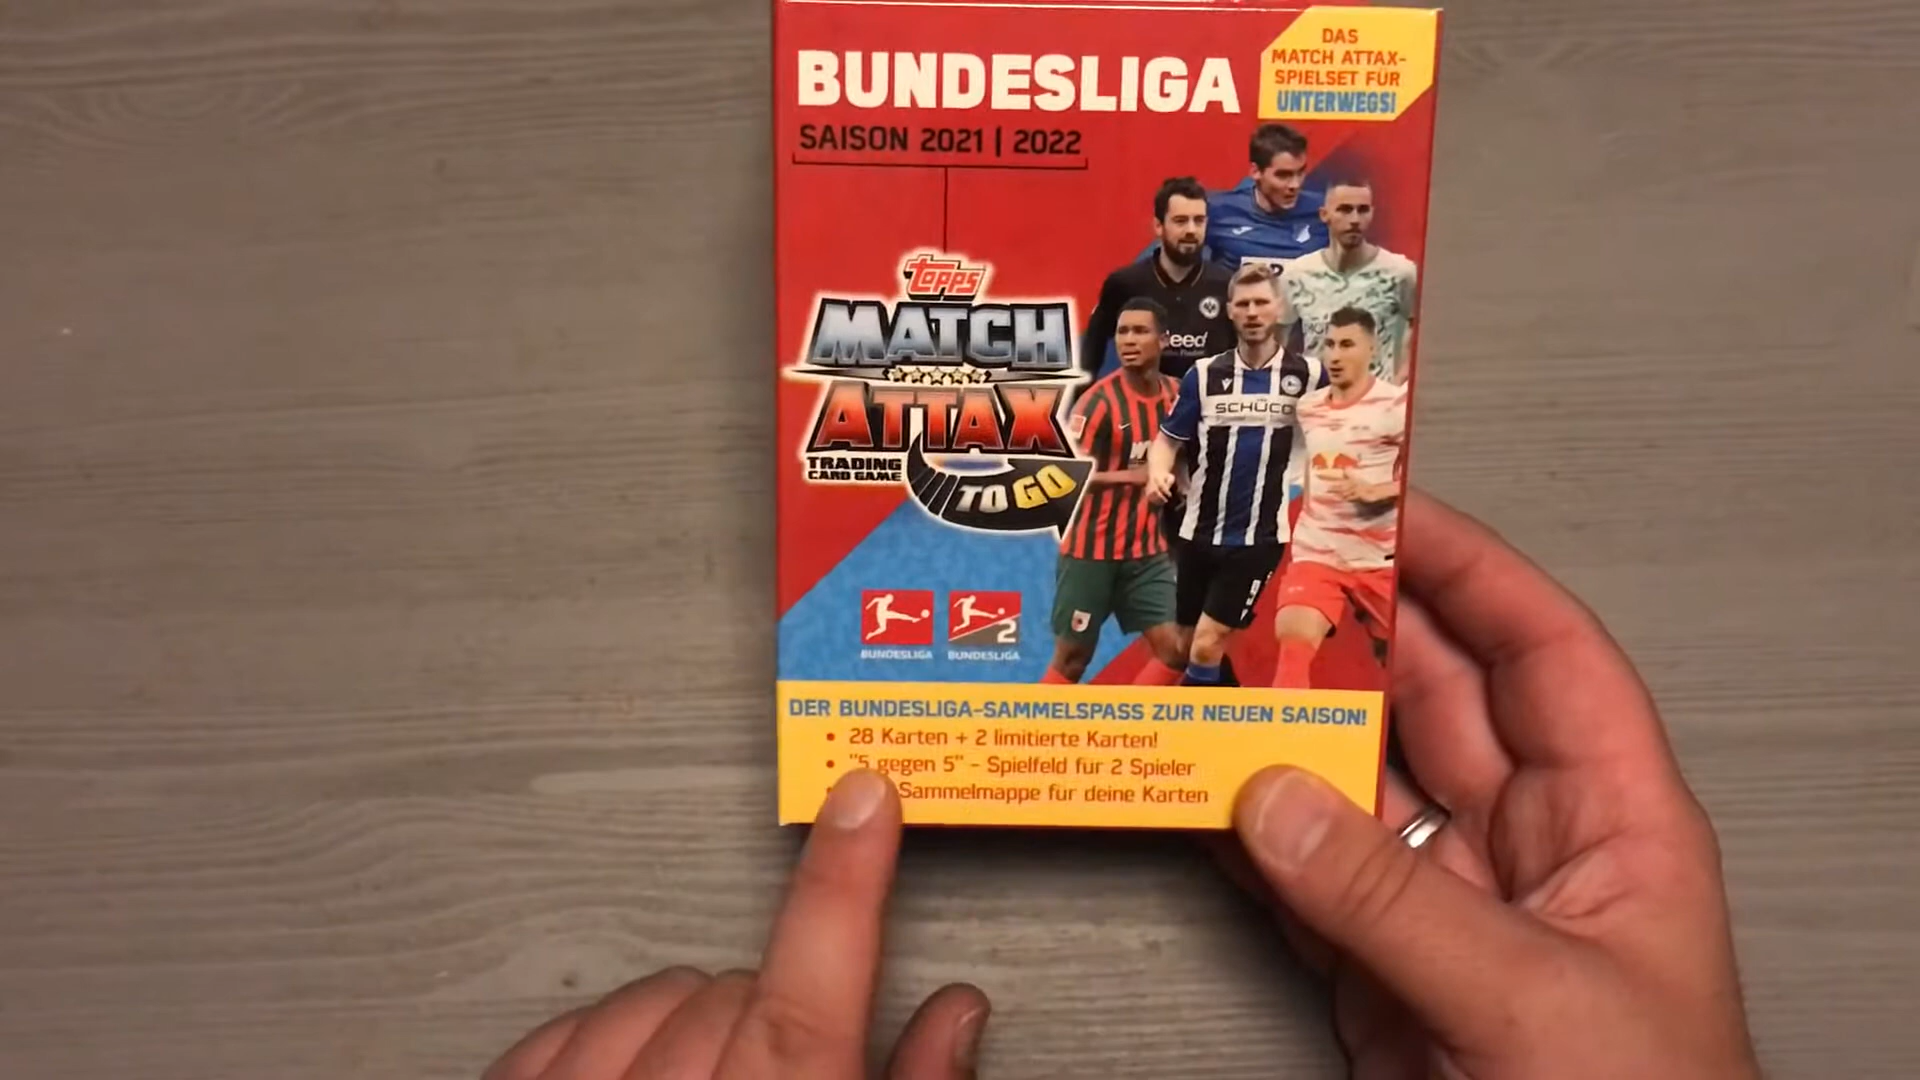 BUNDESLIGA
DAS
MATCH ATTAX-
SPIELSET FÜR
UNTERWEGS!
SAISON 2021 | 2022
topps
MATCH
ATTAX
TRADING
CARD GAME
TO GO
SCHÜCO
BUNDESLIGA
2
BUNDESLIGA
DER BUNDESLIGA-SAMMELSPASS ZUR NEUEN SAISON!
• 28 Karten + 2 limitierte Karten!
• "5 gegen 5" - Spielfeld für 2 Spieler
• Sammelmappe für deine Karten